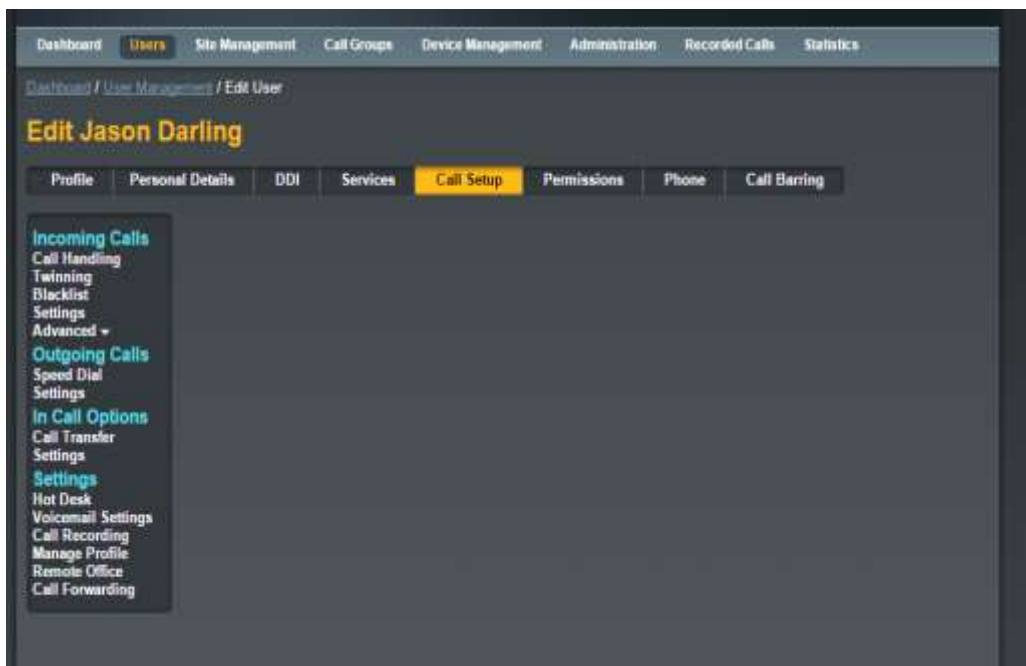 Dashboard Users Site Management Call Groups Device Management Administration Recorded Calls Statistics
Dashboard / User Management / Edit User
Edit Jason Darling
Profile Personal Details DDI Services Call Setup Permissions Phone Call Barring
Incoming Calls
Call Handling
Twinning
Blacklist
Settings
Advanced
Outgoing Calls
Speed Dial
Settings
In Call Options
Call Transfer
Settings
Settings
Hot Desk
Voicemail Settings
Call Recording
Manage Profile
Remote Office
Call Forwarding